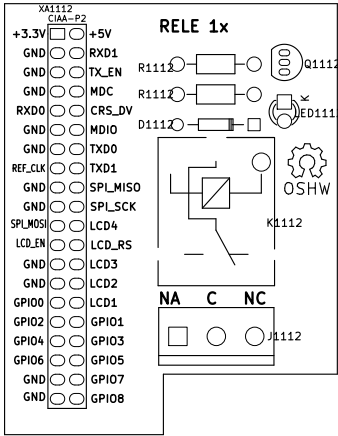 XA1112
CIAA-P2
+3.3V +5V
GND RXD1
GND TX_EN
GND MDC
RXD0 CRS_DV
GND MDIO
GND TXD0
REF_CLK TXD1
GND SPI_MISO
GND SPI_SCK
SPI_MOSI LCD4
LCD_EN LCD_RS
GND LCD3
GND LCD2
GPIO0 LCD1
GPIO2 GPIO1
GPIO4 GPIO3
GPIO6 GPIO5
GND GPIO7
GND GPIO8
RELE 1x
R1112
Q1112
R1112
K
ED1112
D1112
OSHW
K1112
NA C NC
J1112